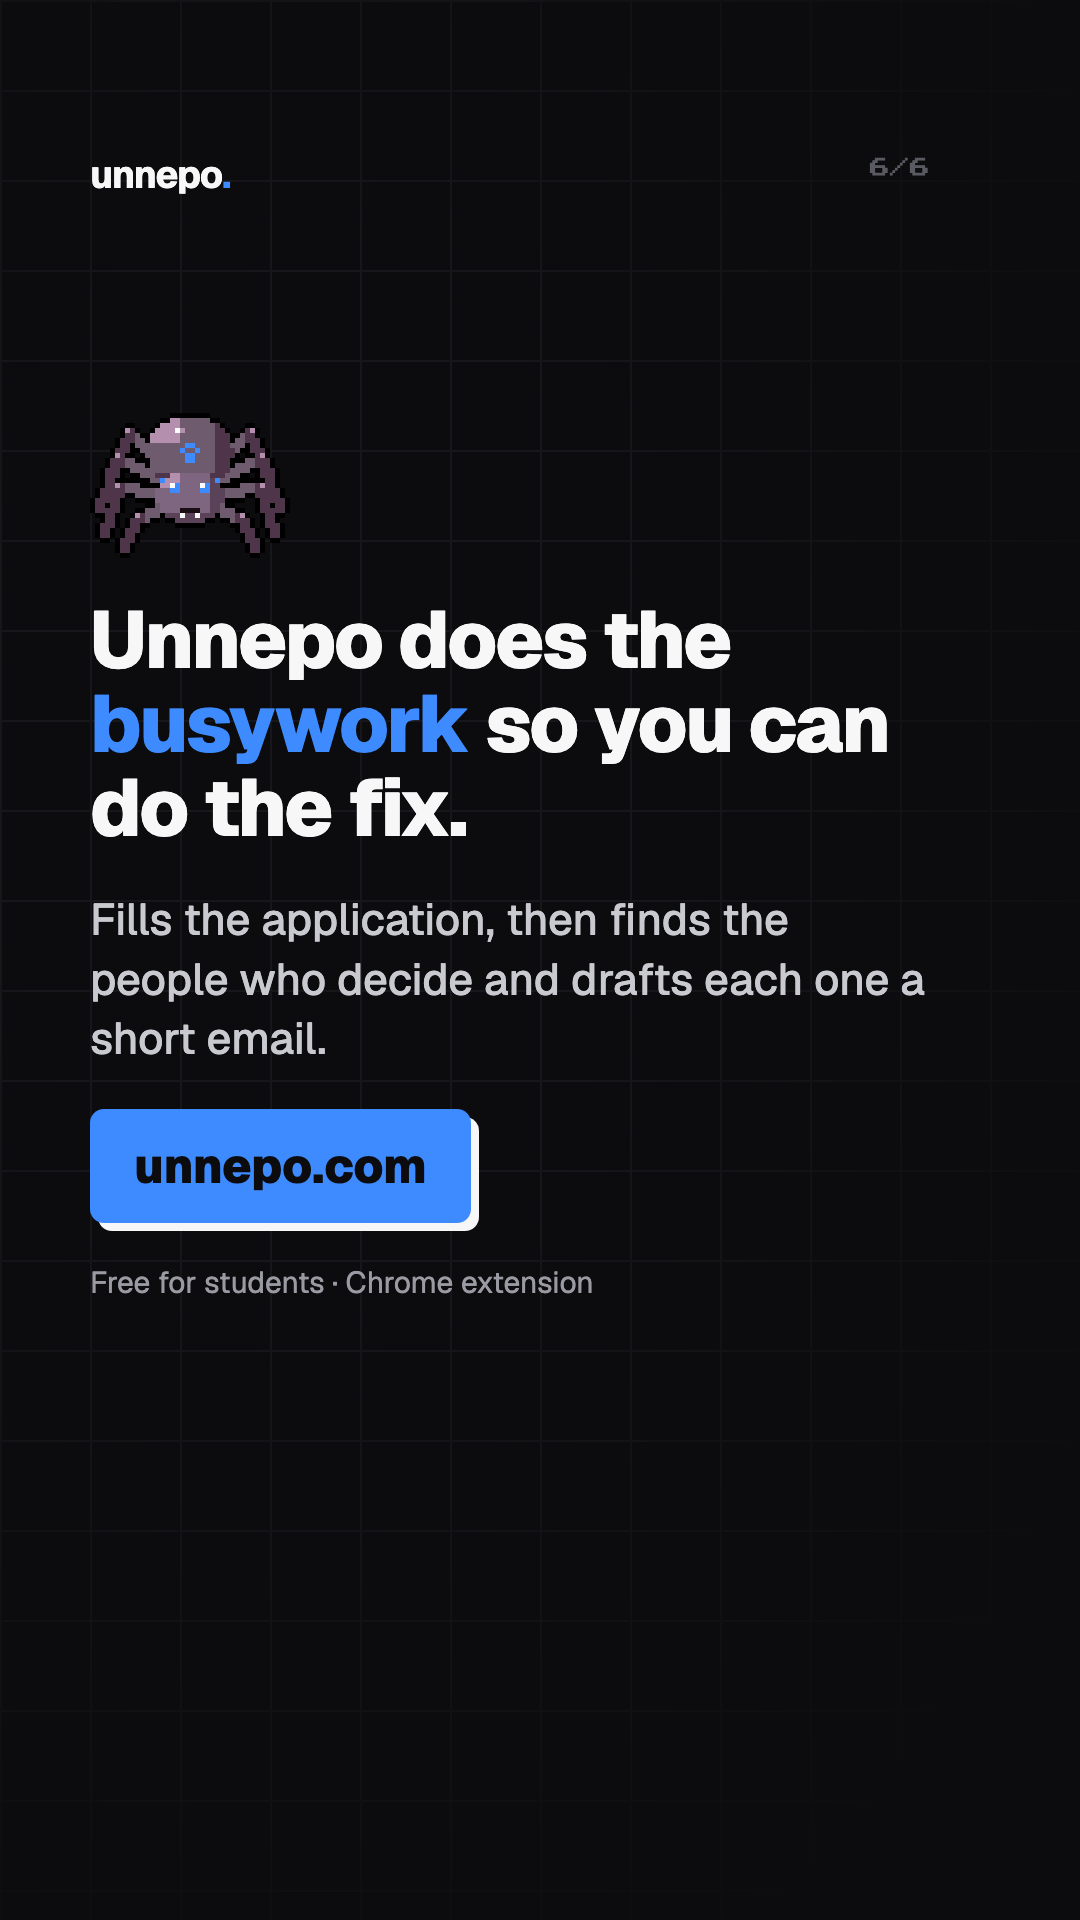 unnepo.
6/6
Unnepo does the
busywork so you can
do the fix.
Fills the application, then finds the
people who decide and drafts each one a
short email.
unnepo.com
Free for students · Chrome extension